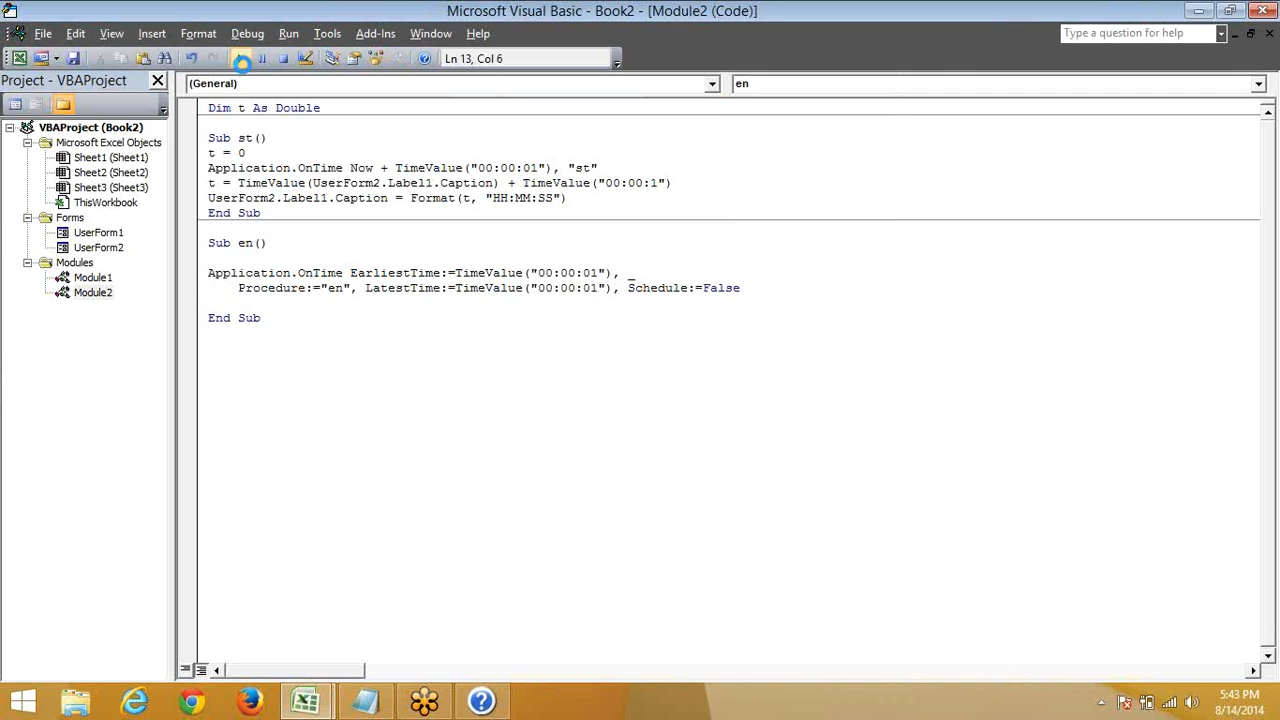 Microsoft Visual Basic - Book2 - [Module2 (Code)]
File Edit View Insert Format Debug Run Tools Add-Ins Window Help
Type a question for help
Ln 13, Col 6
Project - VBAProject
(General)
en
VBAProject (Book2)
Microsoft Excel Objects
Sheet1 (Sheet1)
Sheet2 (Sheet2)
Sheet3 (Sheet3)
ThisWorkbook
Forms
UserForm1
UserForm2
Modules
Module1
Module2
Dim t As Double
Sub st()
t = 0
Application.OnTime Now + TimeValue("00:00:01"), "st"
t = TimeValue(UserForm2.Label1.Caption) + TimeValue("00:00:1")
UserForm2.Label1.Caption = Format(t, "HH:MM:SS")
End Sub
Sub en()
Application.OnTime EarliestTime:=TimeValue("00:00:01"), _
Procedure:="en", LatestTime:=TimeValue("00:00:01"), Schedule:=False
End Sub
5:43 PM
8/14/2014